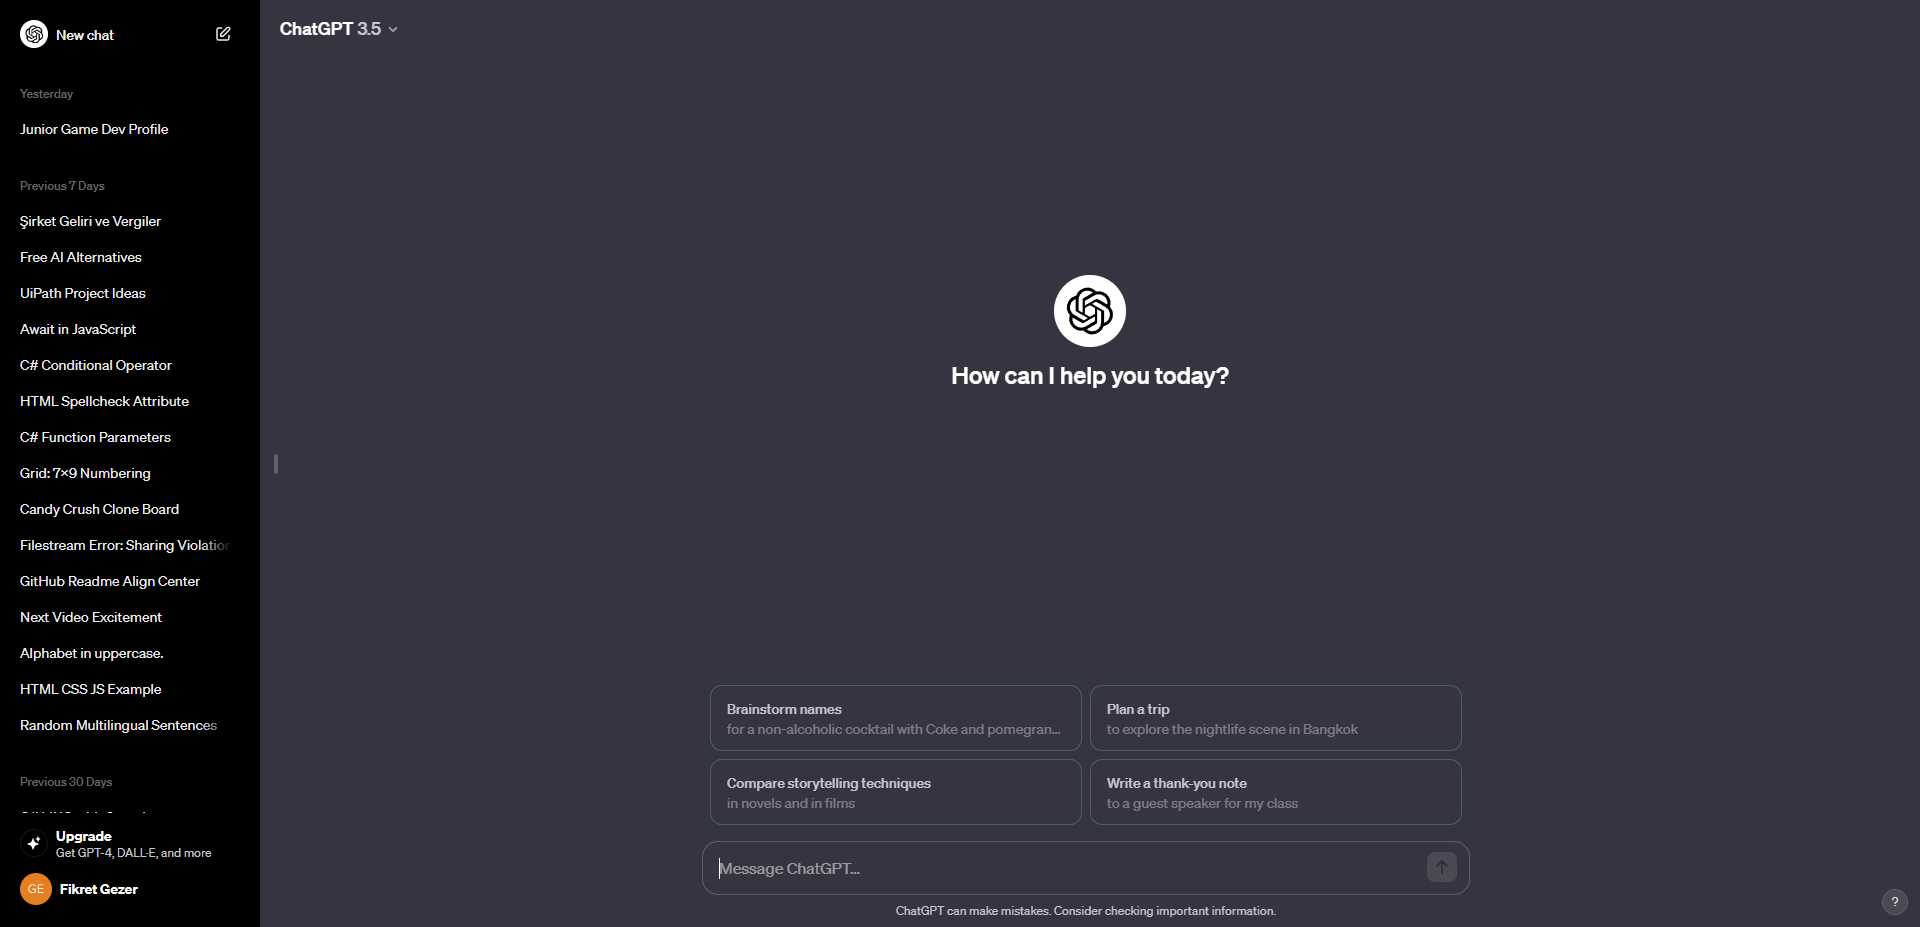 New chat
Yesterday
Junior Game Dev Profile
Previous 7 Days
Şirket Geliri ve Vergiler
Free AI Alternatives
UiPath Project Ideas
Await in JavaScript
C# Conditional Operator
HTML Spellcheck Attribute
C# Function Parameters
Grid: 7×9 Numbering
Candy Crush Clone Board
Filestream Error: Sharing Violation
GitHub Readme Align Center
Next Video Excitement
Alphabet in uppercase.
HTML CSS JS Example
Random Multilingual Sentences
Previous 30 Days
Upgrade
Get GPT-4, DALL·E, and more
GE Fikret Gezer
ChatGPT 3.5
How can I help you today?
Brainstorm names
for a non-alcoholic cocktail with Coke and pomegran...
Plan a trip
to explore the nightlife scene in Bangkok
Compare storytelling techniques
in novels and in films
Write a thank-you note
to a guest speaker for my class
Message ChatGPT...
ChatGPT can make mistakes. Consider checking important information.
?